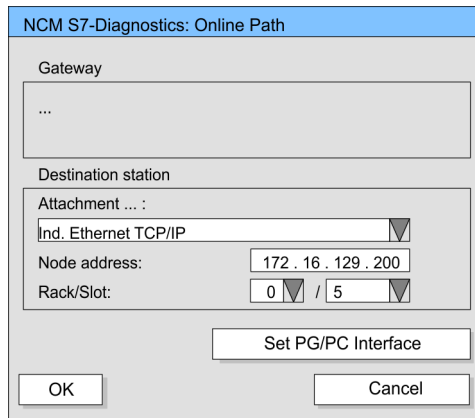 NCM S7-Diagnostics: Online Path
Gateway
...
Destination station
Attachment ... :
Ind. Ethernet TCP/IP
Node address: 172 . 16 . 129 . 200
Rack/Slot: 0 / 5
Set PG/PC Interface
OK Cancel